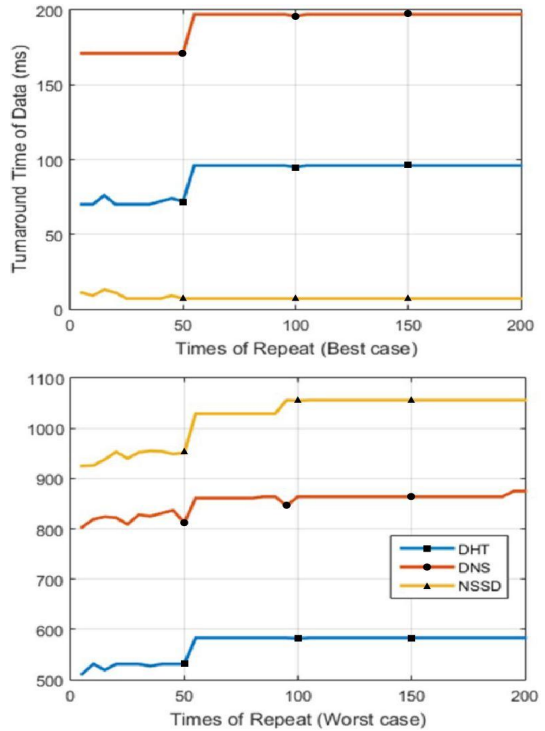 200
150
100
50
0
Turnaround Time of Data (ms)
0 50 100 150 200
Times of Repeat (Best case)
1100
1000
900
800
700
600
500
DHT
DNS
NSSD
0 50 100 150 200
Times of Repeat (Worst case)